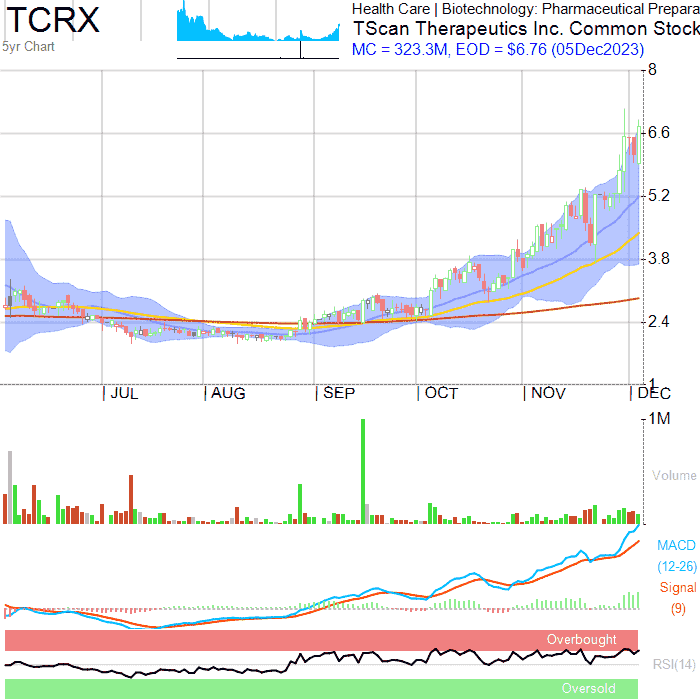 TCRX
5yr Chart
Health Care | Biotechnology: Pharmaceutical Prepara
TScan Therapeutics Inc. Common Stock
MC = 323.3M, EOD = $6.76 (05Dec2023)
8
6.6
5.2
3.8
2.4
1
JUL
AUG
SEP
OCT
NOV
DEC
1M
Volume
MACD
(12-26)
Signal
(9)
Overbought
RSI(14)
Oversold